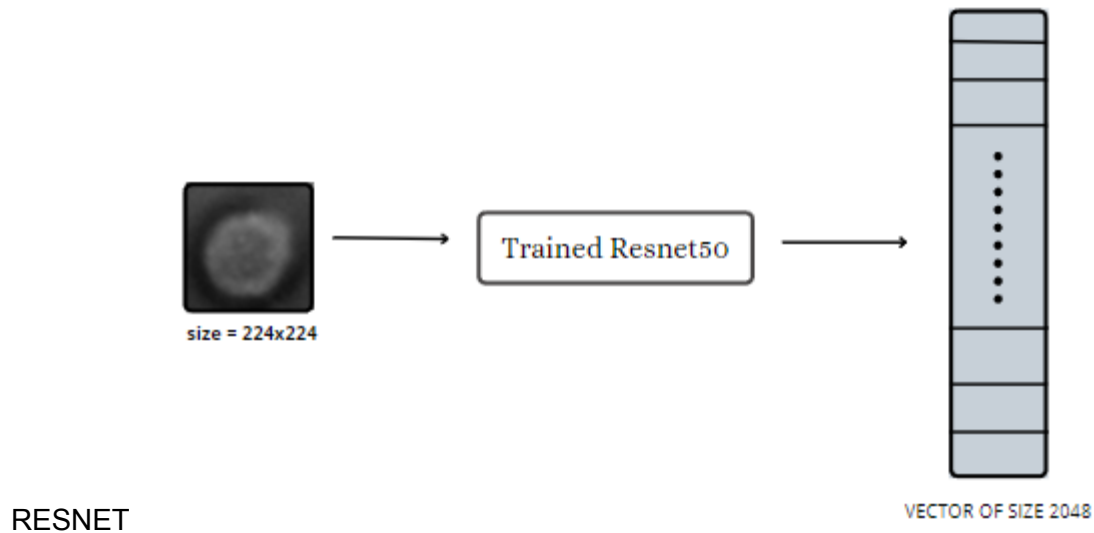 Trained Resnet50
size = 224x224
VECTOR OF SIZE 2048
RESNET